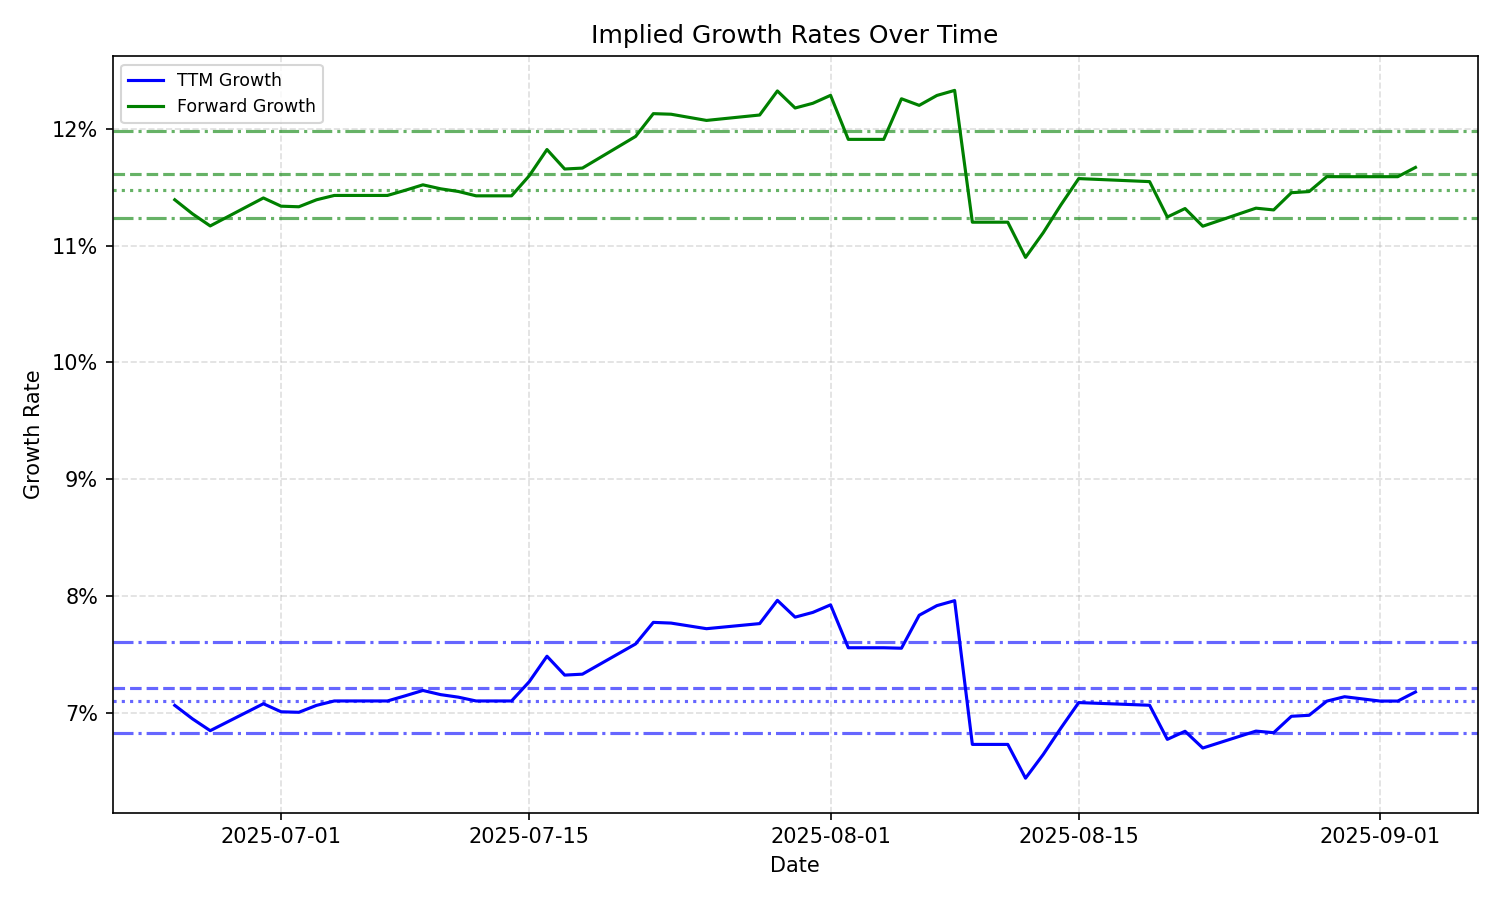 Implied Growth Rates Over Time
TTM Growth
Forward Growth
12%
11%
10%
9%
8%
7%
Growth Rate
2025-07-01
2025-07-15
2025-08-01
2025-08-15
2025-09-01
Date